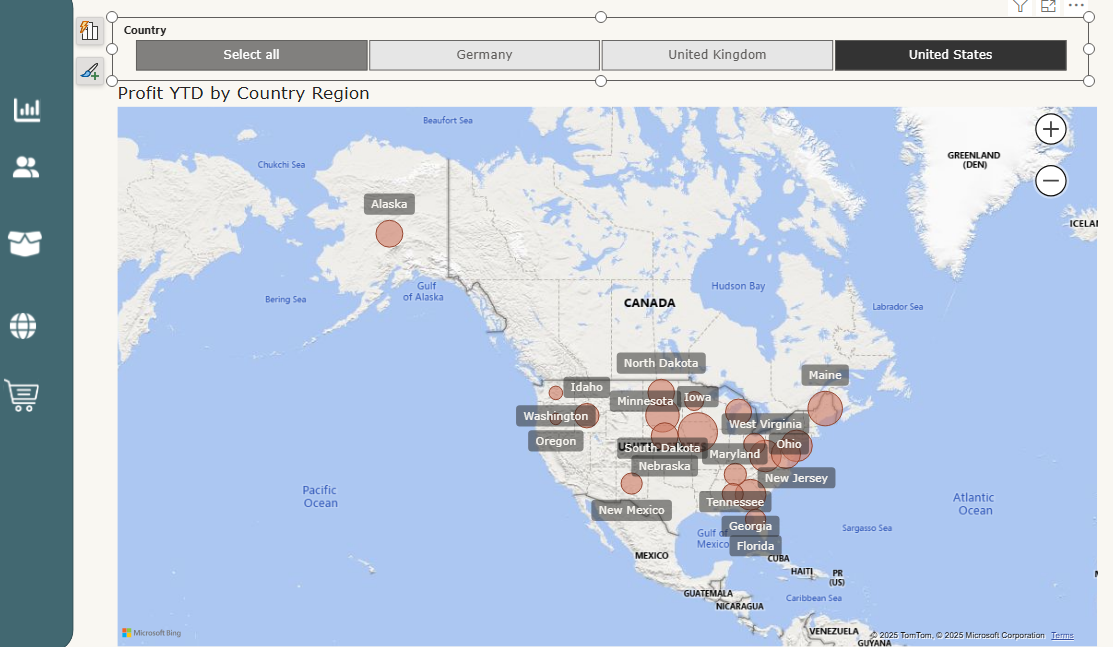 Country
Select all
Germany
United Kingdom
United States
Profit YTD by Country Region
Beaufort Sea
Chukchi Sea
GREENLAND
(DEN)
Alaska
Gulf
of Alaska
Bering Sea
Hudson Bay
CANADA
Labrador Sea
North Dakota
Maine
Idaho
Minnesota
Iowa
Washington
West Virginia
Oregon
Ohio
South Dakota
Maryland
Nebraska
New Jersey
Pacific
Ocean
New Mexico
Tennessee
Atlantic
Ocean
Georgia
Sargasso Sea
Gulf of
Mexico
Florida
MEXICO
CUBA
HAITI
PR
(US)
GUATEMALA
NICARAGUA
Caribbean Sea
VENEZUELA
GUYANA
Microsoft Bing
© 2025 TomTom, © 2025 Microsoft Corporation Terms